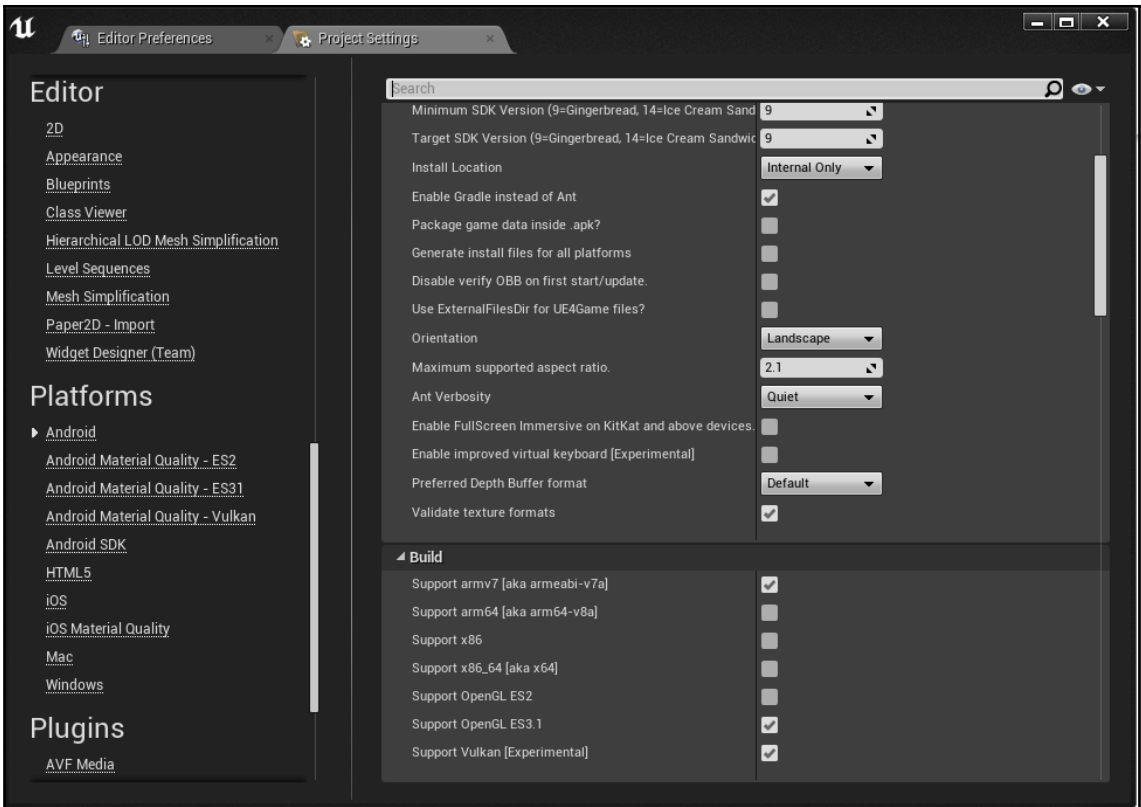 Editor Preferences
Project Settings
Editor
2D
Appearance
Blueprints
Class Viewer
Hierarchical LOD Mesh Simplification
Level Sequences
Mesh Simplification
Paper2D - Import
Widget Designer (Team)
Platforms
Android
Android Material Quality - ES2
Android Material Quality - ES31
Android Material Quality - Vulkan
Android SDK
HTML5
iOS
iOS Material Quality
Mac
Windows
Plugins
AVF Media
Search
Minimum SDK Version (9=Gingerbread, 14=Ice Cream Sand 9
Target SDK Version (9=Gingerbread, 14=Ice Cream Sandwic 9
Install Location Internal Only
Enable Gradle instead of Ant
Package game data inside .apk?
Generate install files for all platforms
Disable verify OBB on first start/update.
Use ExternalFilesDir for UE4Game files?
Orientation Landscape
Maximum supported aspect ratio. 2.1
Ant Verbosity Quiet
Enable FullScreen Immersive on KitKat and above devices.
Enable improved virtual keyboard [Experimental]
Preferred Depth Buffer format Default
Validate texture formats
Build
Support armv7 [aka armeabi-v7a]
Support arm64 [aka arm64-v8a]
Support x86
Support x86_64 [aka x64]
Support OpenGL ES2
Support OpenGL ES3.1
Support Vulkan [Experimental]